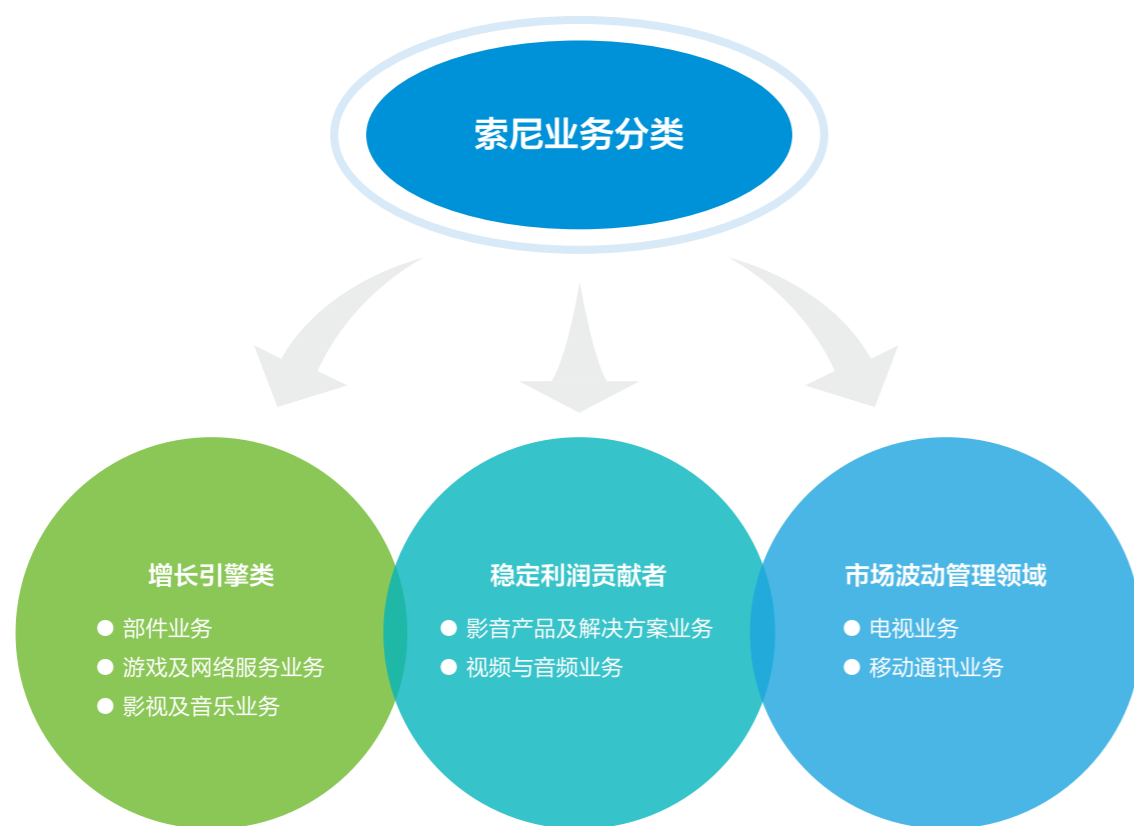 索尼业务分类
增长引擎类
● 部件业务
● 游戏及网络服务业务
● 影视及音乐业务
稳定利润贡献者
● 影音产品及解决方案业务
● 视频与音频业务
市场波动管理领域
● 电视业务
● 移动通讯业务